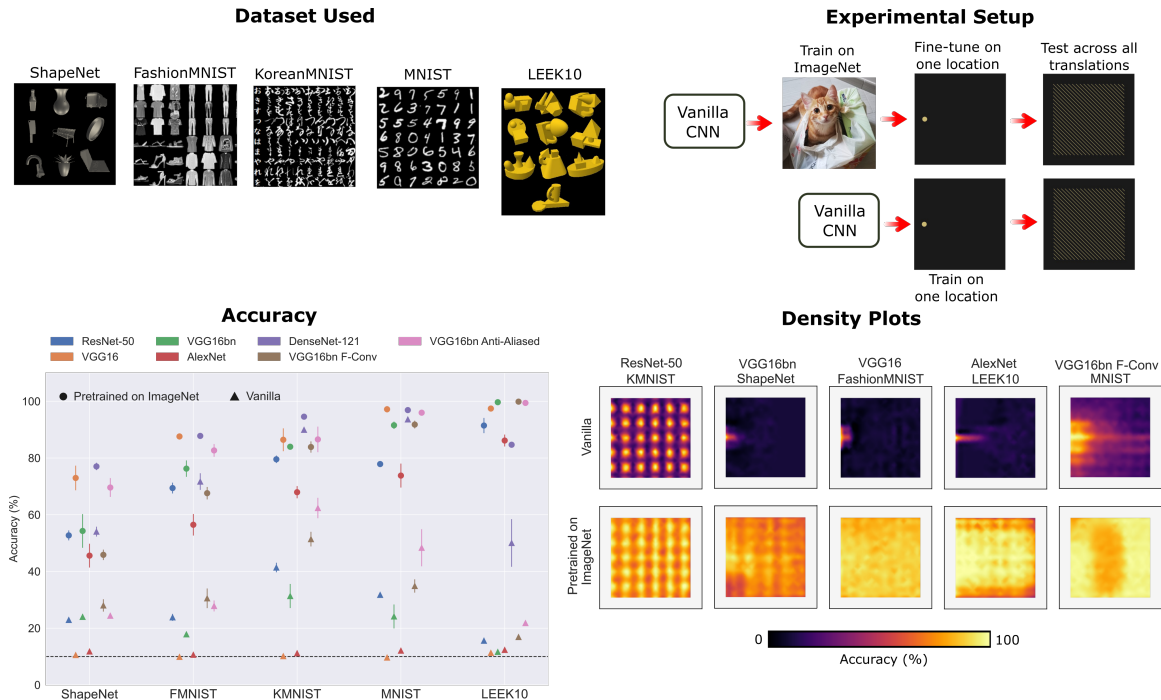 Dataset Used
ShapeNet
FashionMNIST
KoreanMNIST
MNIST
LEEK10
Experimental Setup
Train on
ImageNet
Fine-tune on
one location
Test across all
translations
Vanilla
CNN
Vanilla
CNN
Train on
one location
Accuracy
ResNet-50
VGG16bn
DenseNet-121
VGG16bn Anti-Aliased
VGG16
AlexNet
VGG16bn F-Conv
Pretrained on ImageNet
Vanilla
Accuracy (%)
100
80
60
40
20
0
ShapeNet
FMNIST
KMNIST
MNIST
LEEK10
Density Plots
ResNet-50
KMNIST
VGG16bn
ShapeNet
VGG16
FashionMNIST
AlexNet
LEEK10
VGG16bn F-Conv
MNIST
Vanilla
Pretrained on
ImageNet
0
100
Accuracy (%)